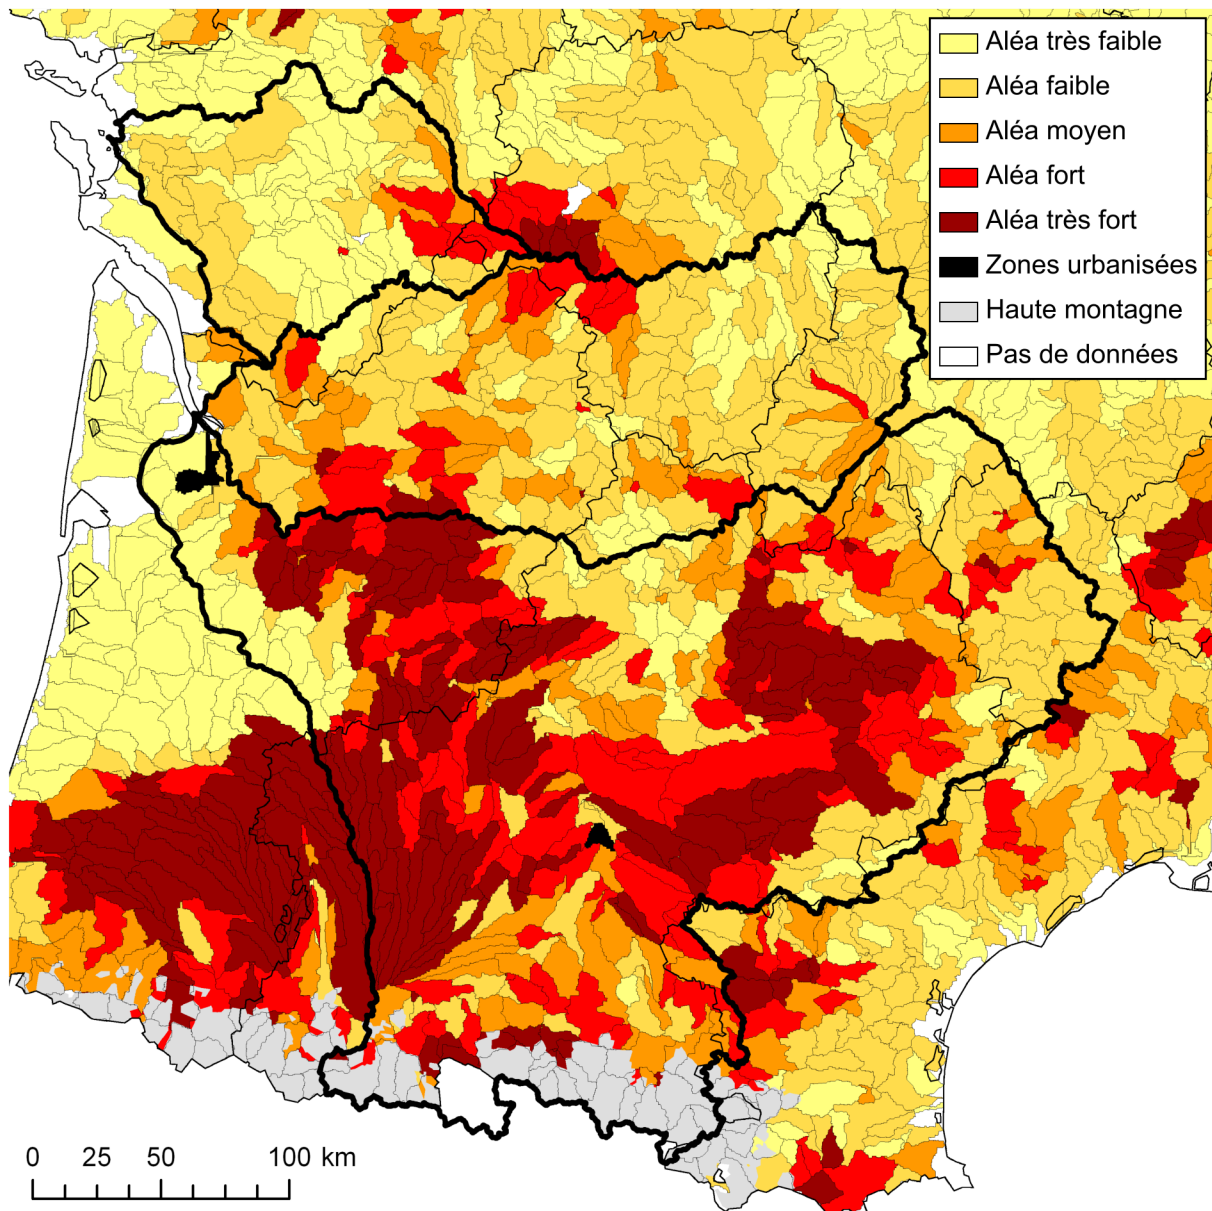 Aléa très faible
Aléa faible
Aléa moyen
Aléa fort
Aléa très fort
Zones urbanisées
Haute montagne
Pas de données
0 25 50 100 km